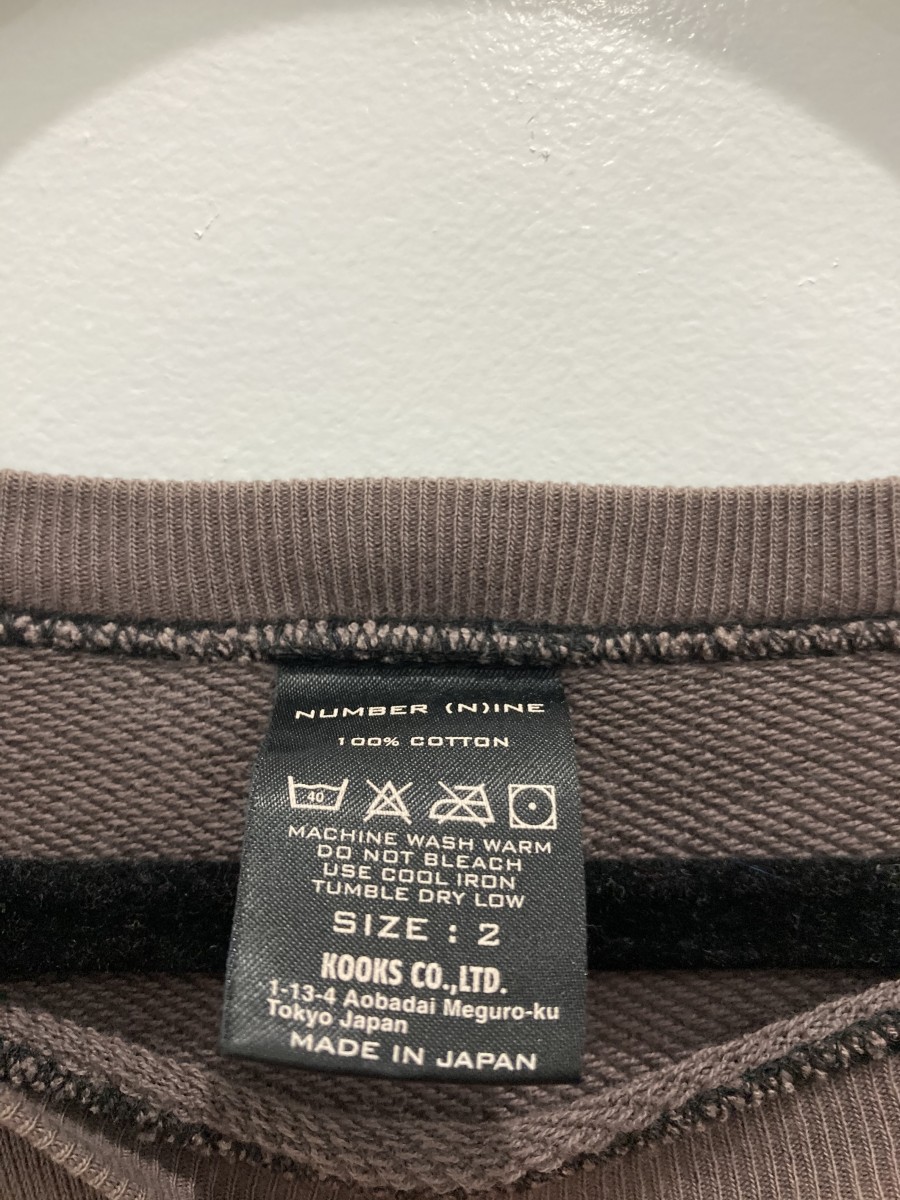 NUMBER (N)INE
100% COTTON
40
MACHINE WASH WARM
DO NOT BLEACH
USE COOL IRON
TUMBLE DRY LOW
SIZE : 2
KOOKS CO.,LTD.
1-13-4 Aobadai Meguro-ku
Tokyo Japan
MADE IN JAPAN